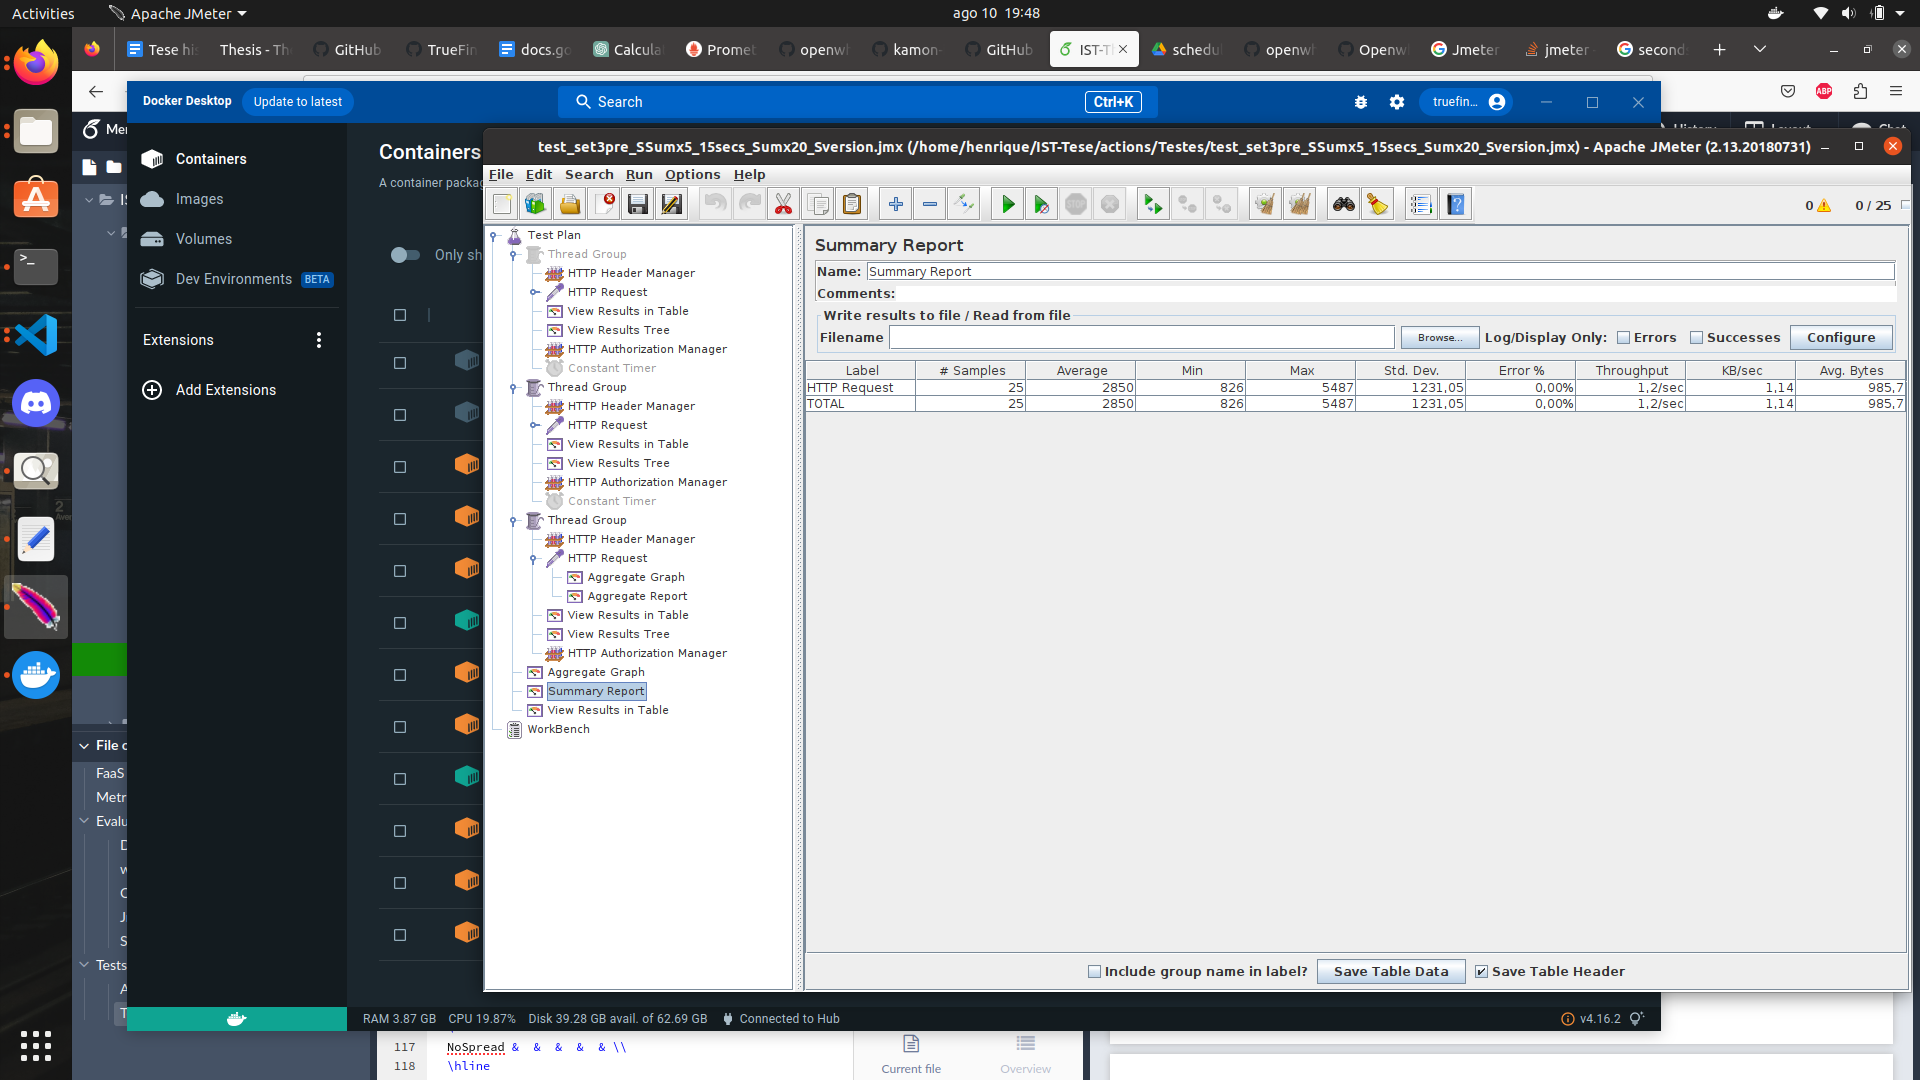 Activities
Apache JMeter
ago 10 19:48
Tese his
Thesis - Th
GitHub
TrueFin
docs.go
Calcula
Promet
openwh
kamon-
GitHub
IST-T
schedul
openw
Openw
Jmeter
jmeter
second
ABP
Docker Desktop
Update to latest
Search
Ctrl+K
truefin...
Me
History
Layout
Chat
Containers
Images
Volumes
Dev Environments
BETA
Extensions
Add Extensions
Containers
A container packag
Only sh
test_set3pre_SSumx5_15secs_Sumx20_Sversion.jmx (/home/henrique/IST-Tese/actions/Testes/test_set3pre_SSumx5_15secs_Sumx20_Sversion.jmx) - Apache JMeter (2.13.20180731)
File Edit Search Run Options Help
0
0 / 25
Test Plan
Thread Group
HTTP Header Manager
HTTP Request
View Results in Table
View Results Tree
HTTP Authorization Manager
Constant Timer
Thread Group
HTTP Header Manager
HTTP Request
View Results in Table
View Results Tree
HTTP Authorization Manager
Constant Timer
Thread Group
HTTP Header Manager
HTTP Request
Aggregate Graph
Aggregate Report
View Results in Table
View Results Tree
HTTP Authorization Manager
Aggregate Graph
Summary Report
View Results in Table
WorkBench
Summary Report
Name: Summary Report
Comments:
Write results to file / Read from file
Filename
Browse...
Log/Display Only:
Errors
Successes
Configure
Label # Samples Average Min Max Std. Dev. Error % Throughput KB/sec Avg. Bytes
HTTP Request 25 2850 826 5487 1231,05 0,00% 1,2/sec 1,14 985,7
TOTAL 25 2850 826 5487 1231,05 0,00% 1,2/sec 1,14 985,7
Include group name in label?
Save Table Data
Save Table Header
File o
FaaS
Metr
Evalu
Tests
RAM 3.87 GB CPU 19.87% Disk 39.28 GB avail. of 62.69 GB Connected to Hub
v4.16.2
117 NoSpread & & & & & \\
118 \hline
Current file
Overview